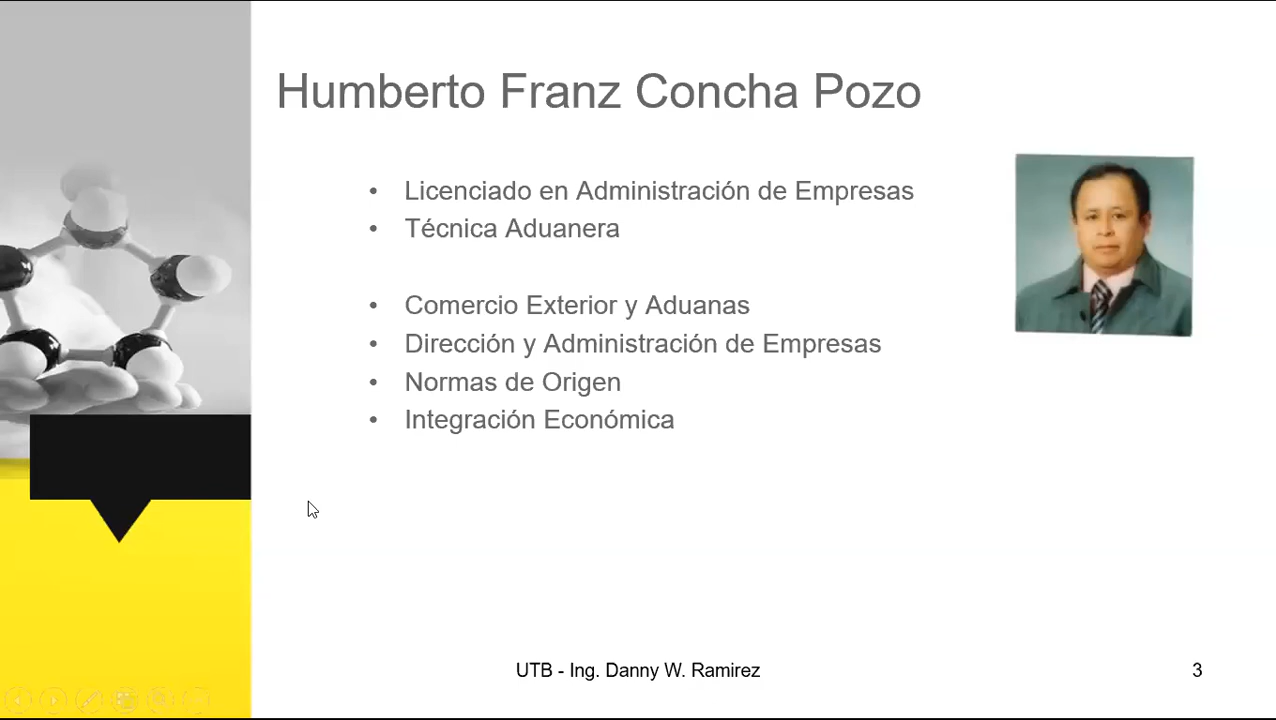 Humberto Franz Concha Pozo
• Licenciado en Administración de Empresas
• Técnica Aduanera
• Comercio Exterior y Aduanas
• Dirección y Administración de Empresas
• Normas de Origen
• Integración Económica
UTB - Ing. Danny W. Ramirez
3